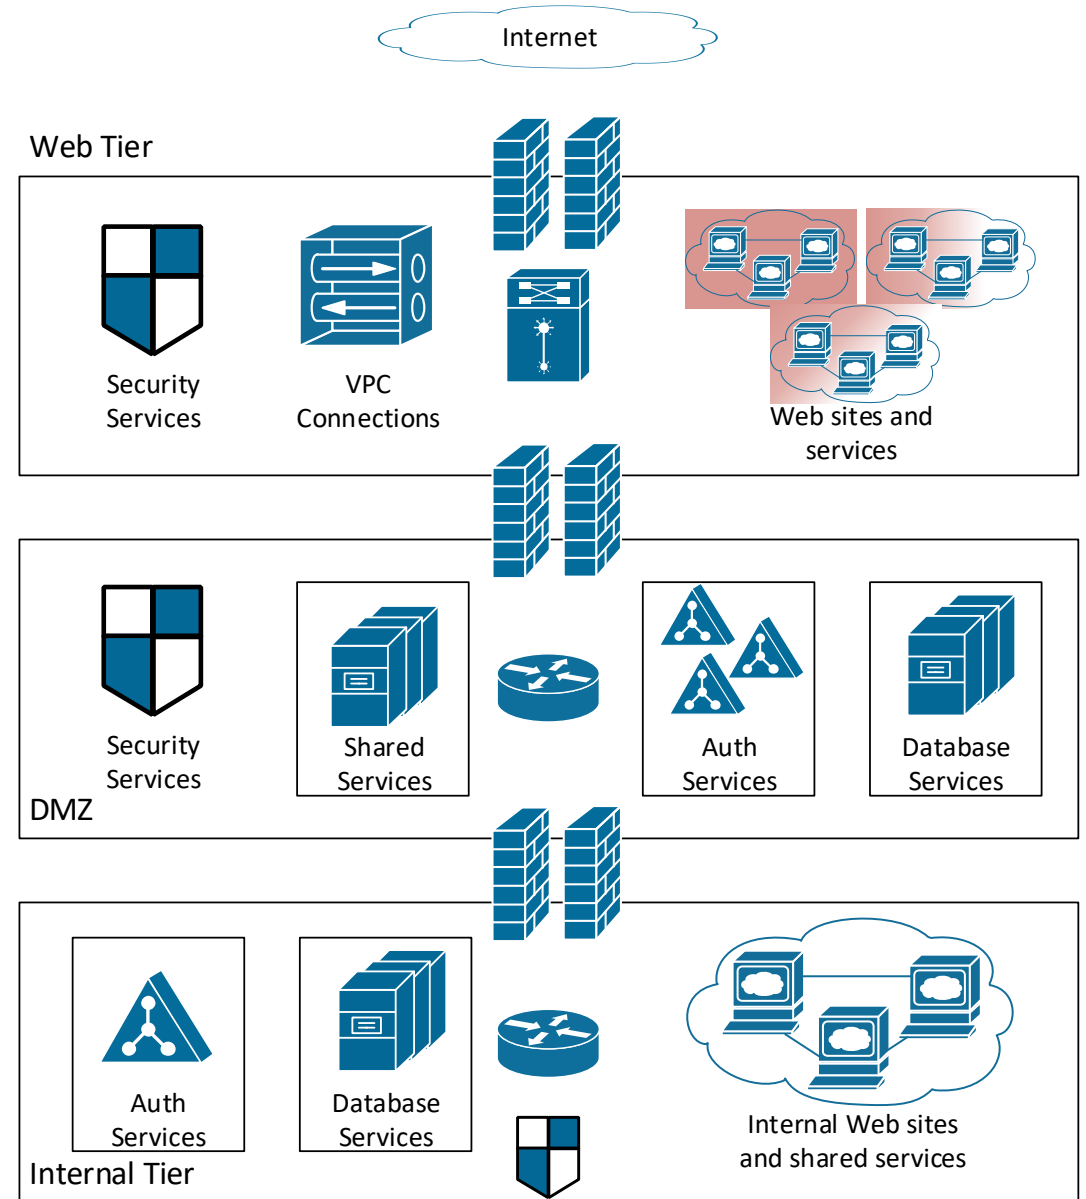 Internet
Web Tier
Security
Services
VPC
Connections
Web sites and
services
Security
Services
Shared
Services
Auth
Services
Database
Services
DMZ
Auth
Services
Database
Services
Internal Web sites
and shared services
Internal Tier